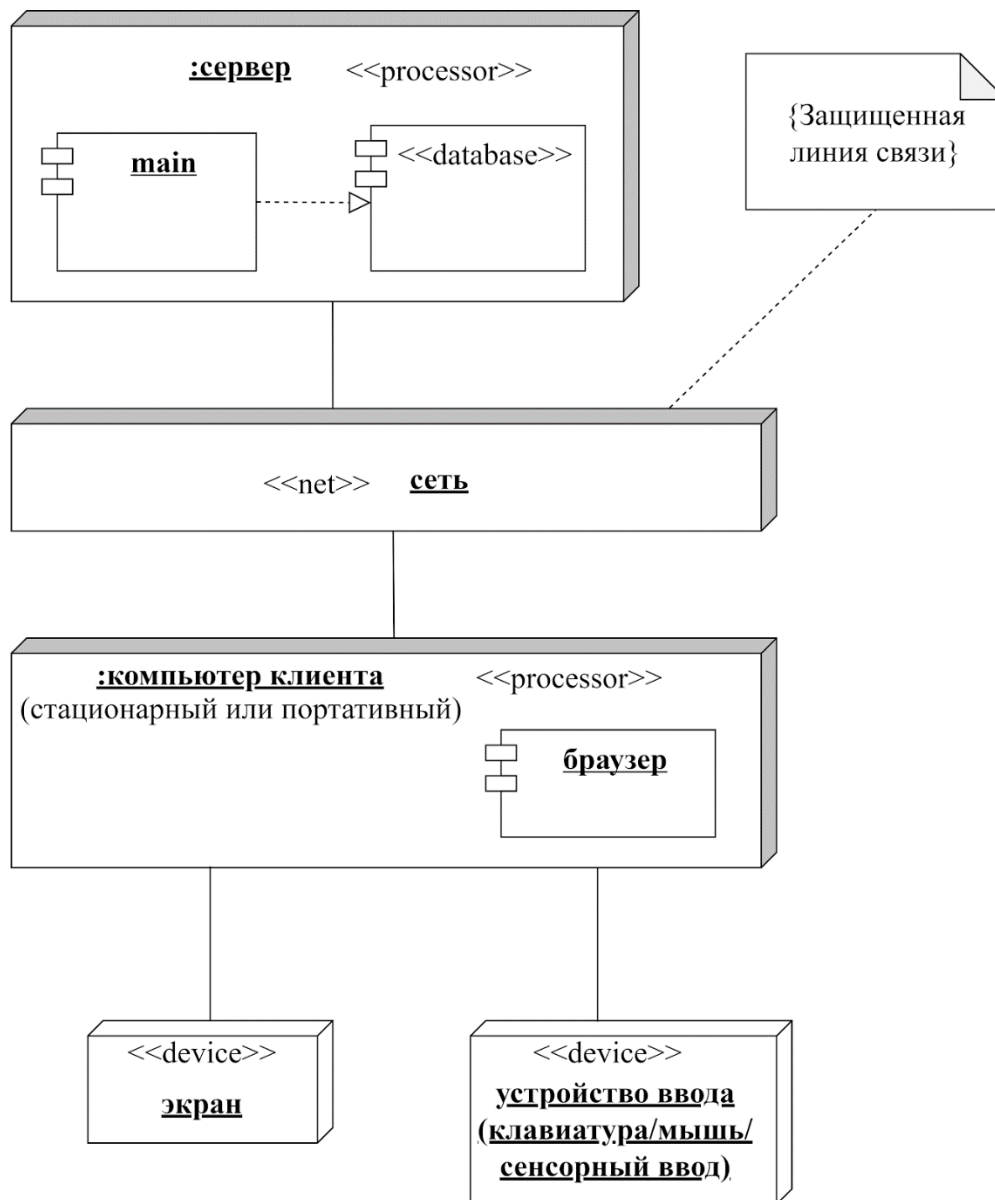 :сервер <<processor>>
main
<<database>>
{Защищенная
линия связи}
<<net>> сеть
:компьютер клиента <<processor>>
(стационарный или портативный)
браузер
<<device>>
экран
<<device>>
устройство ввода
(клавиатура/мышь/
сенсорный ввод)